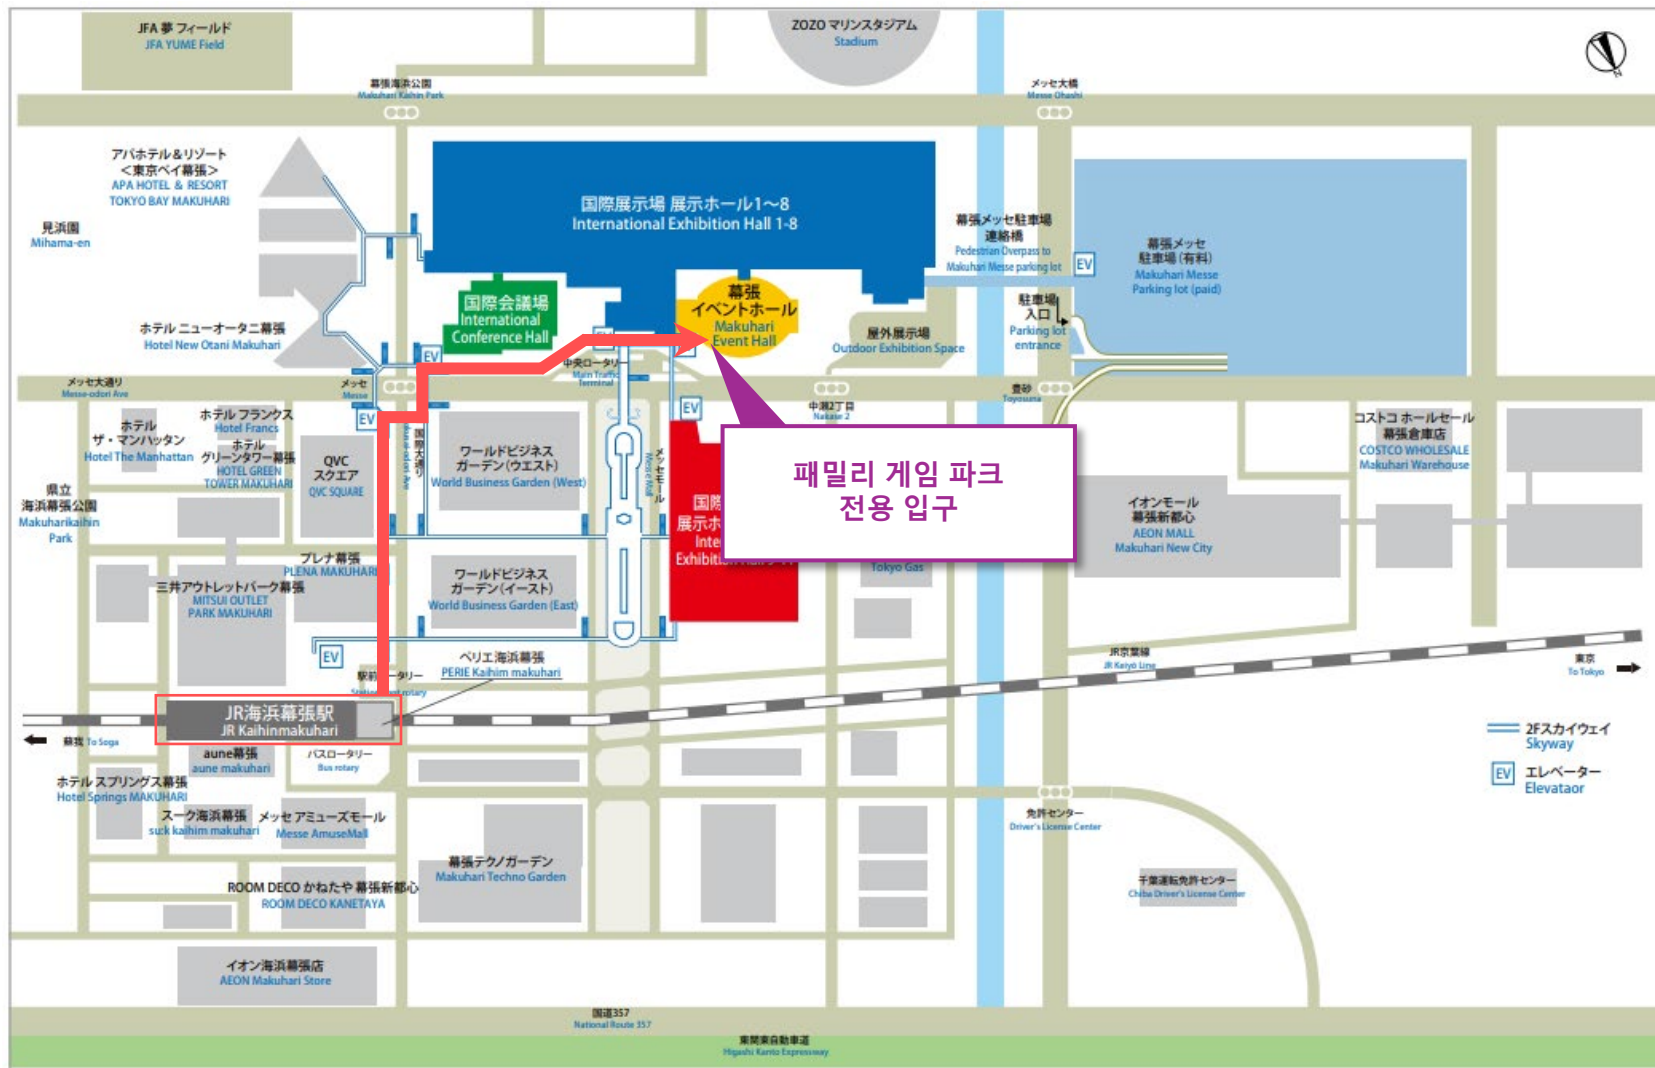 JFA 夢 フィールド
JFA YUME Field
ZOZO マリンスタジアム
Stadium
N
幕張海浜公園
Makuhari Kaihin Park
メッセ大橋
Messe Ohashi
アパホテル&リゾート
<東京ベイ幕張>
APA HOTEL & RESORT
TOKYO BAY MAKUHARI
見浜園
Mihama-en
国際展示場 展示ホール1〜8
International Exhibition Hall 1-8
幕張メッセ駐車場
連絡橋
Pedestrian Overpass to
Makuhari Messe parking lot
EV
幕張メッセ
駐車場(有料)
Makuhari Messe
Parking lot (paid)
国際会議場
International
Conference Hall
幕張
イベントホール
Makuhari
Event Hall
駐車場
入口
Parking lot
entrance
屋外展示場
Outdoor Exhibition Space
ホテル ニューオータニ幕張
Hotel New Otani Makuhari
EV
中央ロータリー
Main Traffic
Terminal
メッセ大通り
Messe-odori Ave
メッセ
Messe
中瀬2丁目
Nakase 2
豊砂
Toyosuna
EV
EV
ホテル
ザ・マンハッタン
Hotel The Manhattan
ホテル フランクス
Hotel Francs
ホテル
グリーンタワー幕張
HOTEL GREEN
TOWER MAKUHARI
QVC
スクエア
QVC SQUARE
国際大通り
ワールドビジネス
ガーデン(ウエスト)
World Business Garden (West)
メッセモール
Messe Mall
패밀리 게임 파크
전용 입구
コストコ ホールセール
幕張倉庫店
COSTCO WHOLESALE
Makuhari Warehouse
県立
海浜幕張公園
Makuharikaihin
Park
イオンモール
幕張新都心
AEON MALL
Makuhari New City
国際
展示ホ
Inte
Exhibiti
Tokyo Gas
プレナ幕張
PLENA MAKUHARI
三井アウトレットパーク幕張
MITSUI OUTLET
PARK MAKUHARI
ワールドビジネス
ガーデン(イースト)
World Business Garden (East)
EV
ペリエ海浜幕張
PERIE Kaihim makuhari
JR京葉線
JR Keiyo Line
東京
To Tokyo
JR海浜幕張駅
JR Kaihinmakuhari
蘇我 To Soga
aune幕張
aune makuhari
バスロータリー
Bus rotary
2Fスカイウェイ
Skyway
EV エレベーター
Elevataor
ホテル スプリングス幕張
Hotel Springs MAKUHARI
スーク海浜幕張
su:k kaihim makuhari
メッセ アミューズモール
Messe AmuseMall
免許センター
Driver's License Center
幕張テクノガーデン
Makuhari Techno Garden
ROOM DECO かねたや 幕張新都心
ROOM DECO KANETAYA
千葉運転免許センター
Chiba Driver's License Center
イオン海浜幕張店
AEON Makuhari Store
国道357
National Route 357
東関東自動車道
Higashi Kanto Expressway